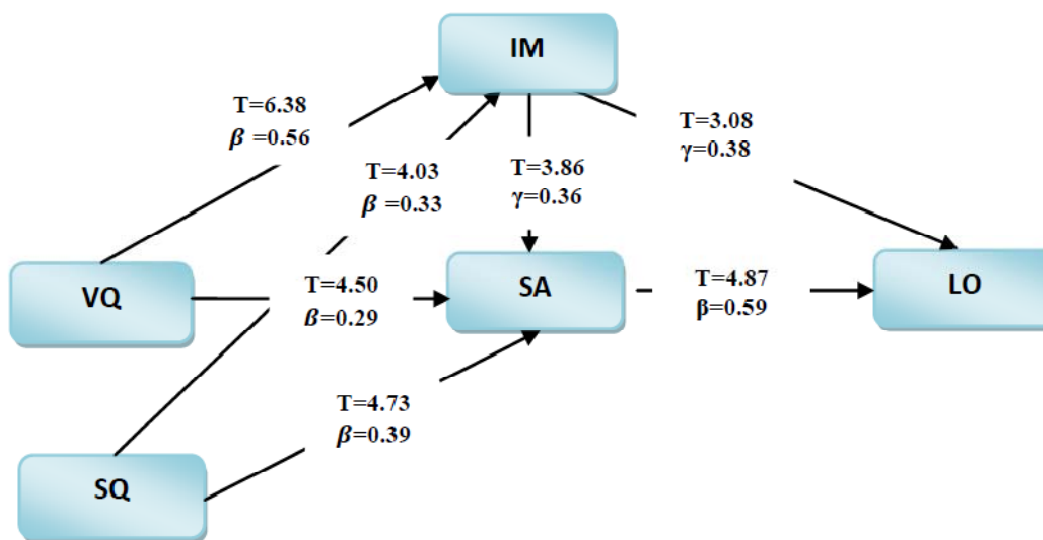 IM
T=6.38
β =0.56
T=3.08
γ=0.38
T=4.03
β =0.33
T=3.86
γ=0.36
VQ
T=4.50
β=0.29
SA
T=4.87
β=0.59
LO
T=4.73
β=0.39
SQ